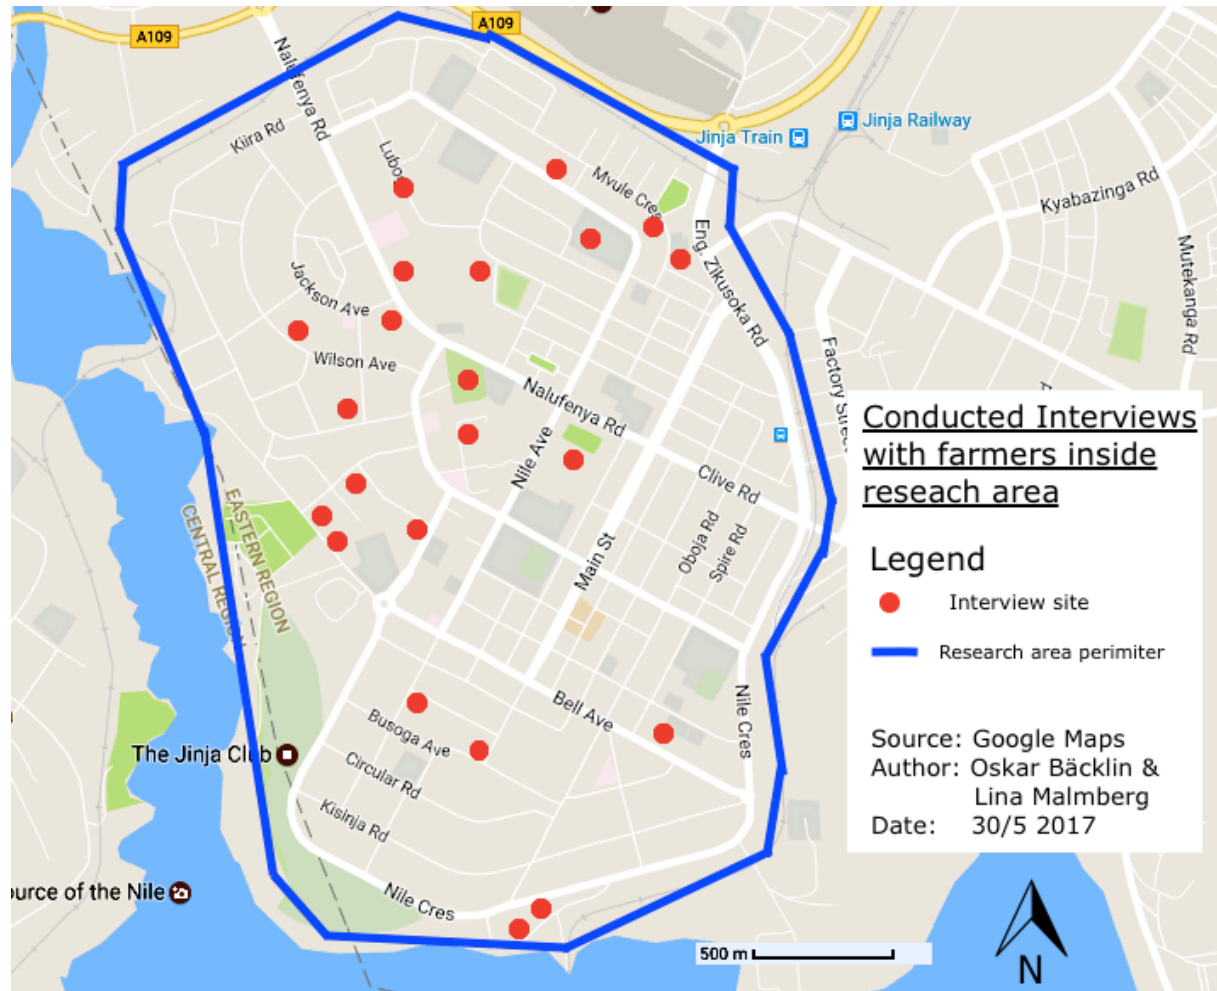 A109
A109
Nalufenya Rd
Kiira Rd
Jinja Train
Jinja Railway
Kyabazinga Rd
Mutekanga Rd
Mvule Cres
Eng. Zikusoka Rd
Jackson Ave
Wilson Ave
Factory Street
Nalufenya Rd
Nile Ave
Clive Rd
Oboja Rd
Spire Rd
Main St
EASTERN REGION
CENTRAL REGION
Bell Ave
Nile Cres
Busoga Ave
The Jinja Club
Circular Rd
Kisinja Rd
ource of the Nile
Nile Cres
500 m
Conducted Interviews
with farmers inside
reseach area
Legend
Interview site
Research area perimiter
Source: Google Maps
Author: Oskar Bäcklin &
Lina Malmberg
Date: 30/5 2017
N